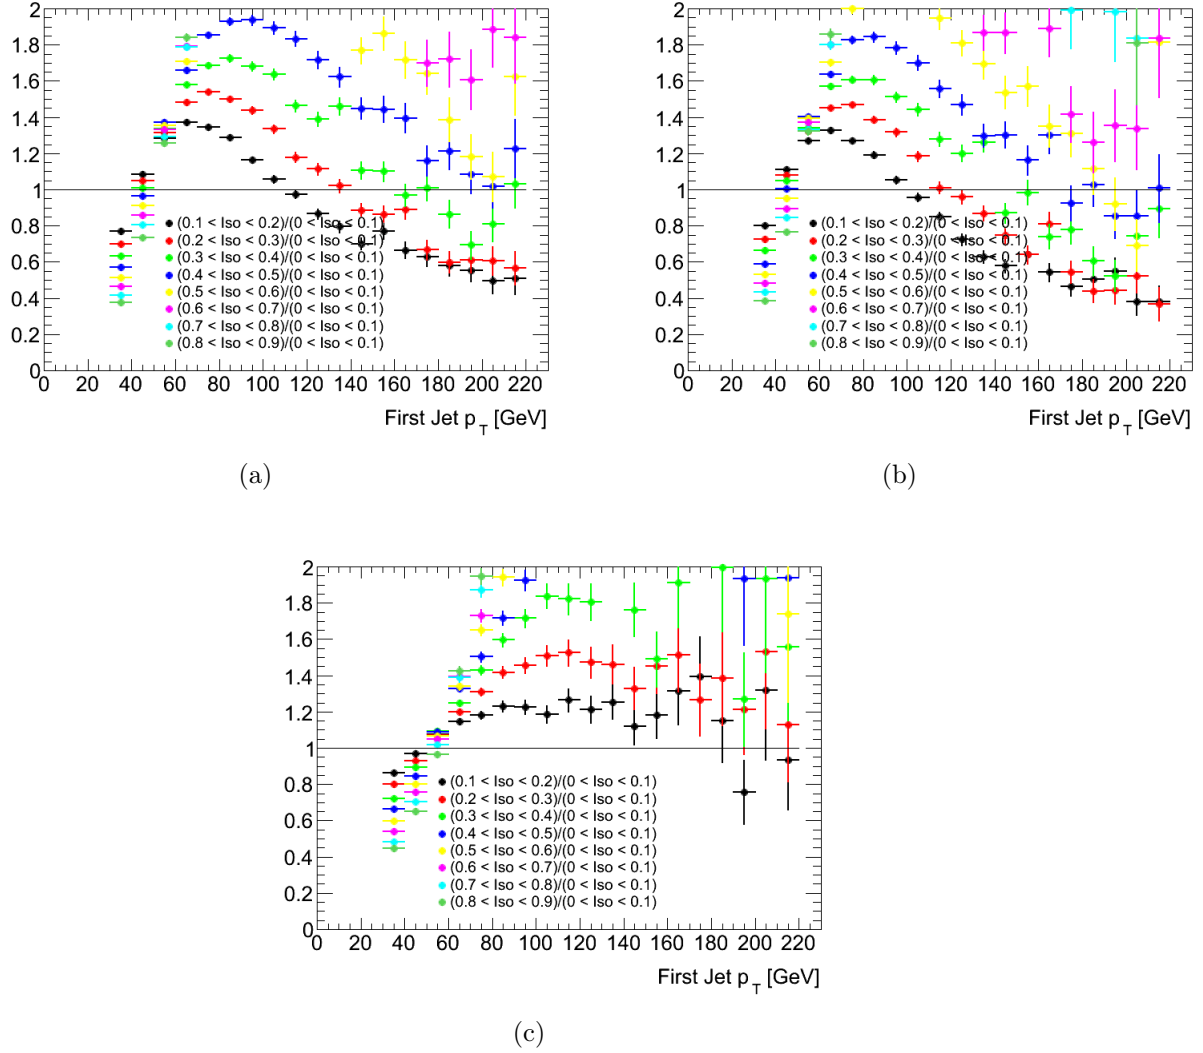 2
1.8
1.6
1.4
1.2
1
0.8
0.6
0.4
0.2
0
(0.1 < Iso < 0.2)/(0 < Iso < 0.1)
(0.2 < Iso < 0.3)/(0 < Iso < 0.1)
(0.3 < Iso < 0.4)/(0 < Iso < 0.1)
(0.4 < Iso < 0.5)/(0 < Iso < 0.1)
(0.5 < Iso < 0.6)/(0 < Iso < 0.1)
(0.6 < Iso < 0.7)/(0 < Iso < 0.1)
(0.7 < Iso < 0.8)/(0 < Iso < 0.1)
(0.8 < Iso < 0.9)/(0 < Iso < 0.1)
0 20 40 60 80 100 120 140 160 180 200 220
First Jet p_T [GeV]
(a)
2
1.8
1.6
1.4
1.2
1
0.8
0.6
0.4
0.2
0
(0.1 < Iso < 0.2)/(0 < Iso < 0.1)
(0.2 < Iso < 0.3)/(0 < Iso < 0.1)
(0.3 < Iso < 0.4)/(0 < Iso < 0.1)
(0.4 < Iso < 0.5)/(0 < Iso < 0.1)
(0.5 < Iso < 0.6)/(0 < Iso < 0.1)
(0.6 < Iso < 0.7)/(0 < Iso < 0.1)
(0.7 < Iso < 0.8)/(0 < Iso < 0.1)
(0.8 < Iso < 0.9)/(0 < Iso < 0.1)
0 20 40 60 80 100 120 140 160 180 200 220
First Jet p_T [GeV]
(b)
2
1.8
1.6
1.4
1.2
1
0.8
0.6
0.4
0.2
0
(0.1 < Iso < 0.2)/(0 < Iso < 0.1)
(0.2 < Iso < 0.3)/(0 < Iso < 0.1)
(0.3 < Iso < 0.4)/(0 < Iso < 0.1)
(0.4 < Iso < 0.5)/(0 < Iso < 0.1)
(0.5 < Iso < 0.6)/(0 < Iso < 0.1)
(0.6 < Iso < 0.7)/(0 < Iso < 0.1)
(0.7 < Iso < 0.8)/(0 < Iso < 0.1)
(0.8 < Iso < 0.9)/(0 < Iso < 0.1)
0 20 40 60 80 100 120 140 160 180 200 220
First Jet p_T [GeV]
(c)